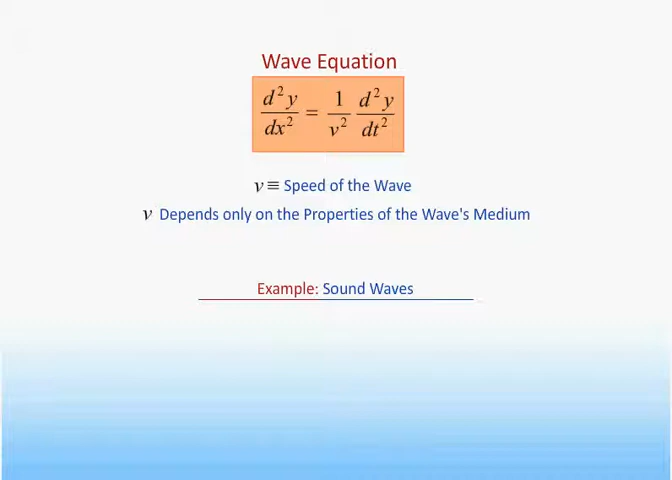 Wave Equation
d²y/dx² = 1/v² d²y/dt²
v ≡ Speed of the Wave
v Depends only on the Properties of the Wave's Medium
Example: Sound Waves